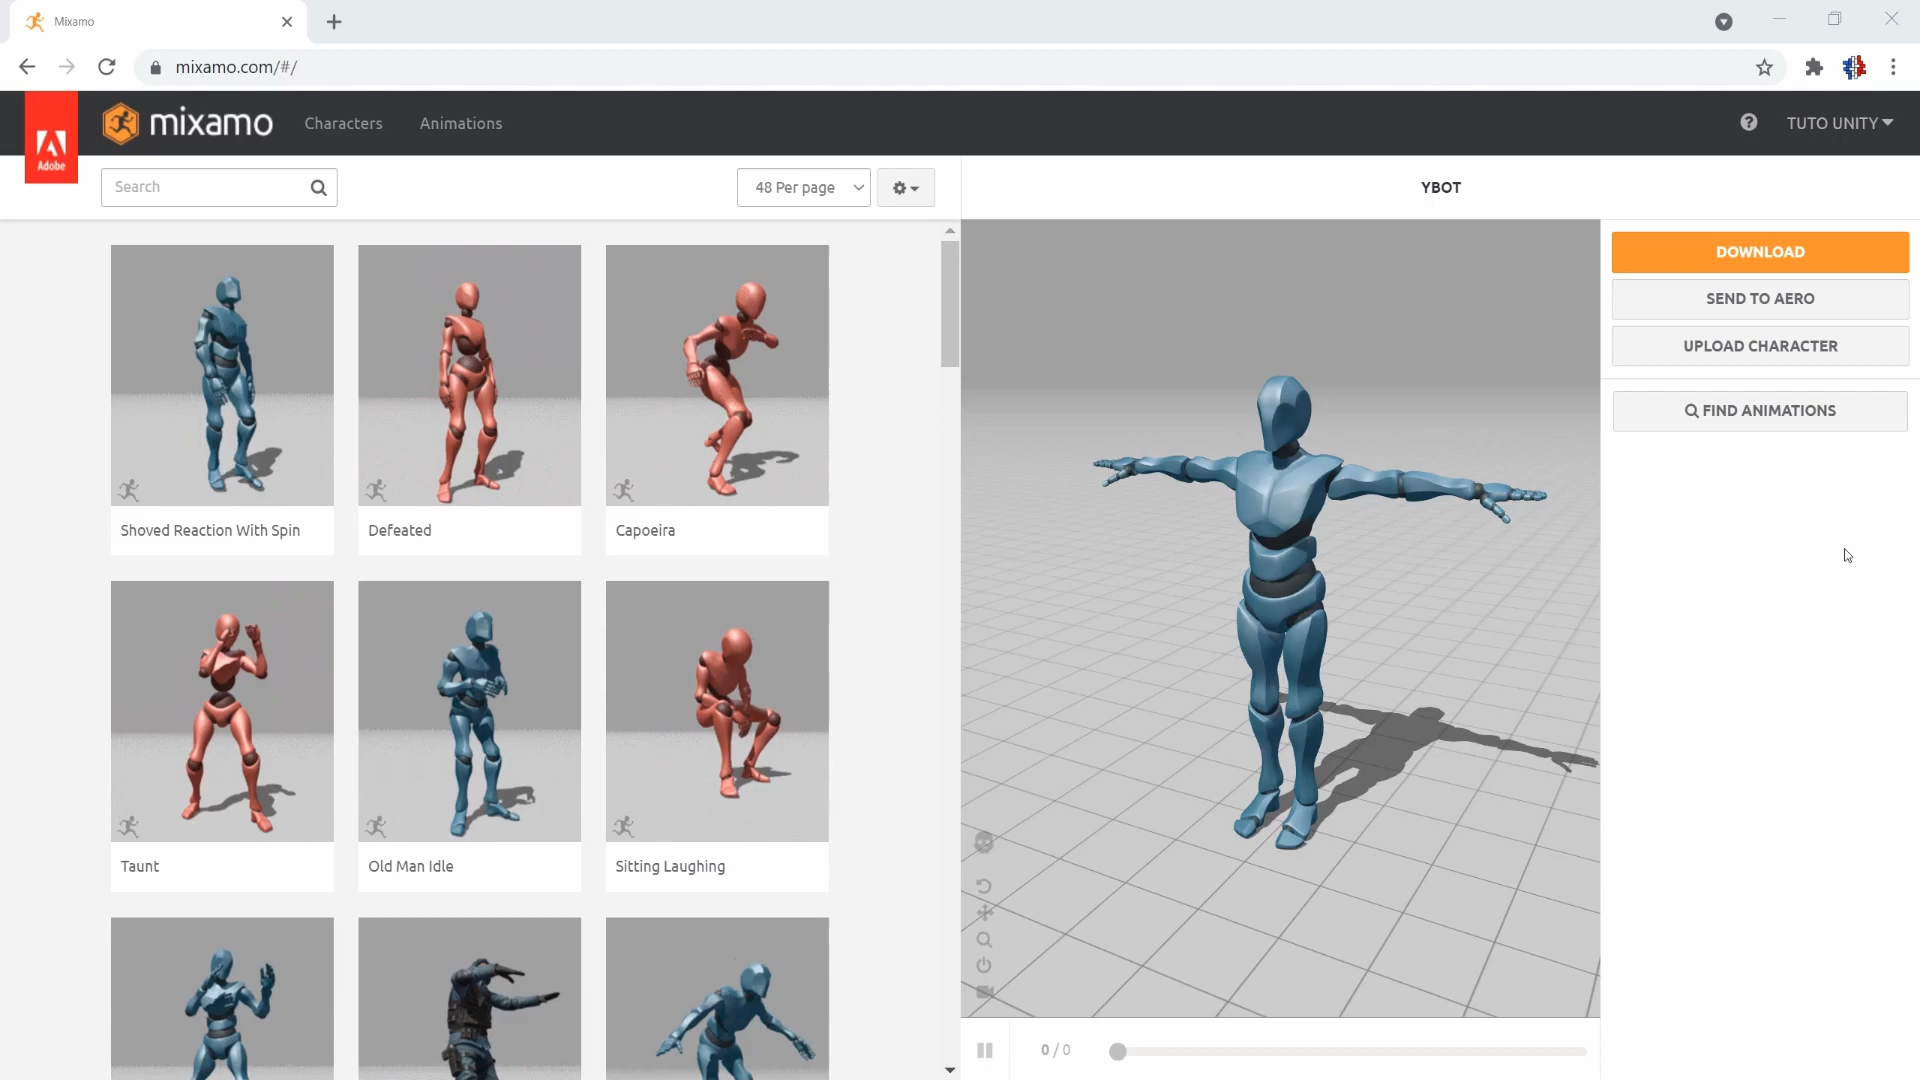 Mixamo
mixamo.com/#/
Adobe
mixamo
Characters
Animations
TUTO UNITY
Search
48 Per page
YBOT
DOWNLOAD
SEND TO AERO
UPLOAD CHARACTER
FIND ANIMATIONS
Shoved Reaction With Spin
Defeated
Capoeira
Taunt
Old Man Idle
Sitting Laughing
0 / 0